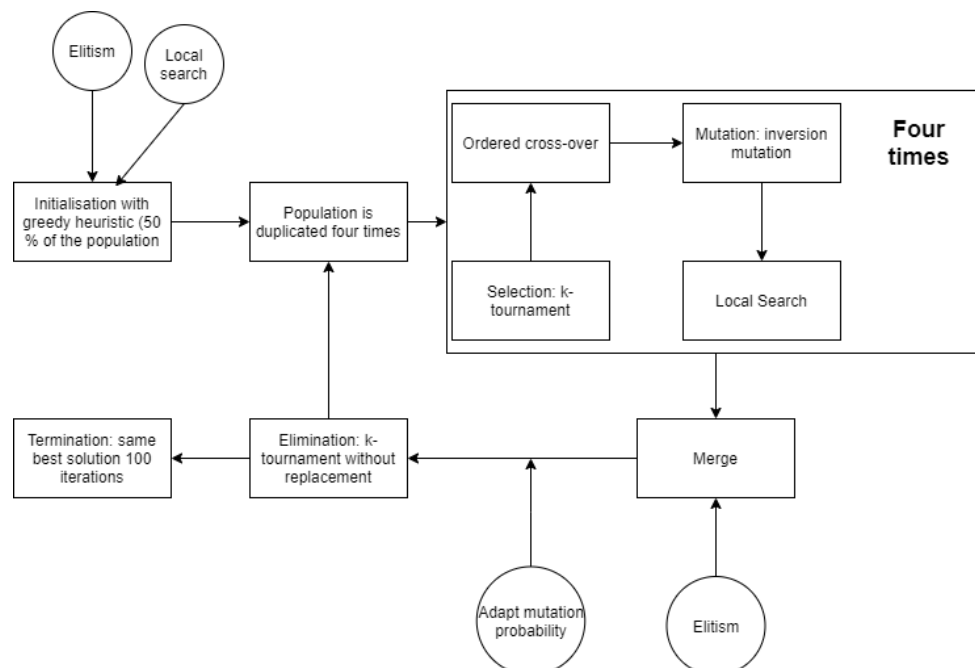 Elitism
Local
search
Initialisation with
greedy heuristic (50
% of the population
Population is
duplicated four times
Ordered cross-over
Mutation: inversion
mutation
Four
times
Selection: k-
tournament
Local Search
Termination: same
best solution 100
iterations
Elimination: k-
tournament without
replacement
Merge
Adapt mutation
probability
Elitism